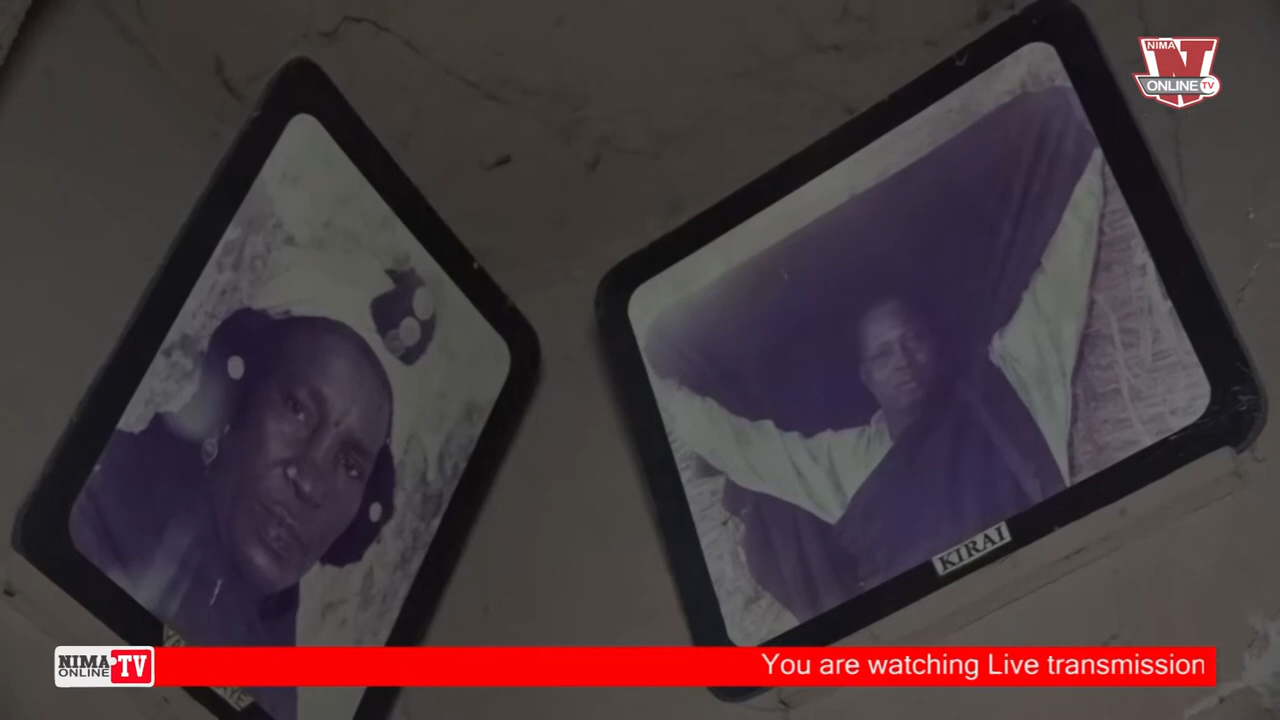 NIMA
N
ONLINE TV
KIRAI
NIMA TV
ONLINE
You are watching Live transmission